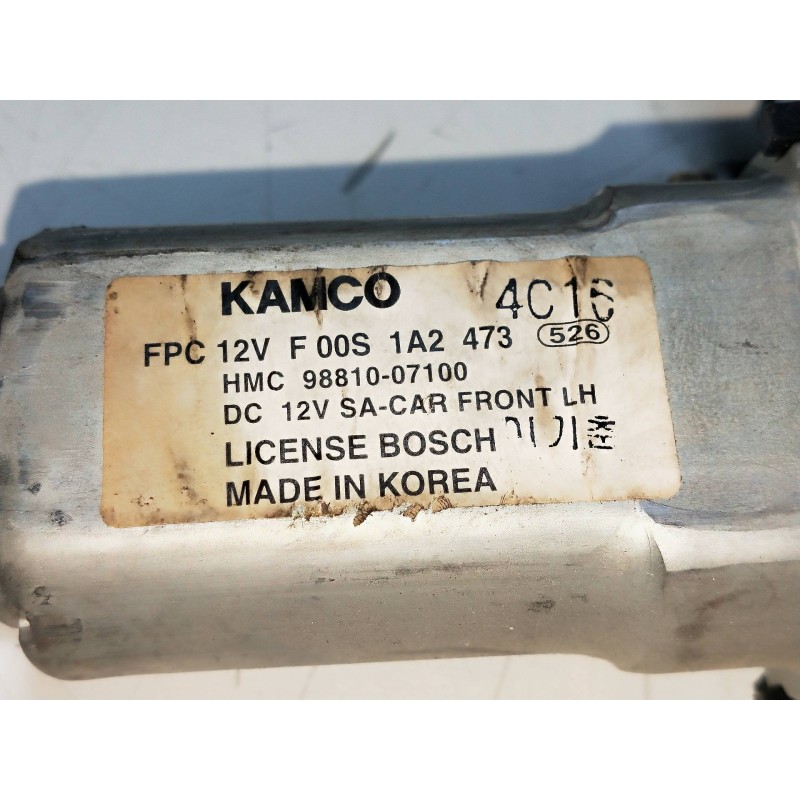 KAMCO 4C16
FPC 12V F 00S 1A2 473 526
HMC 98810-07100
DC 12V SA-CAR FRONT LH
LICENSE BOSCH
MADE IN KOREA